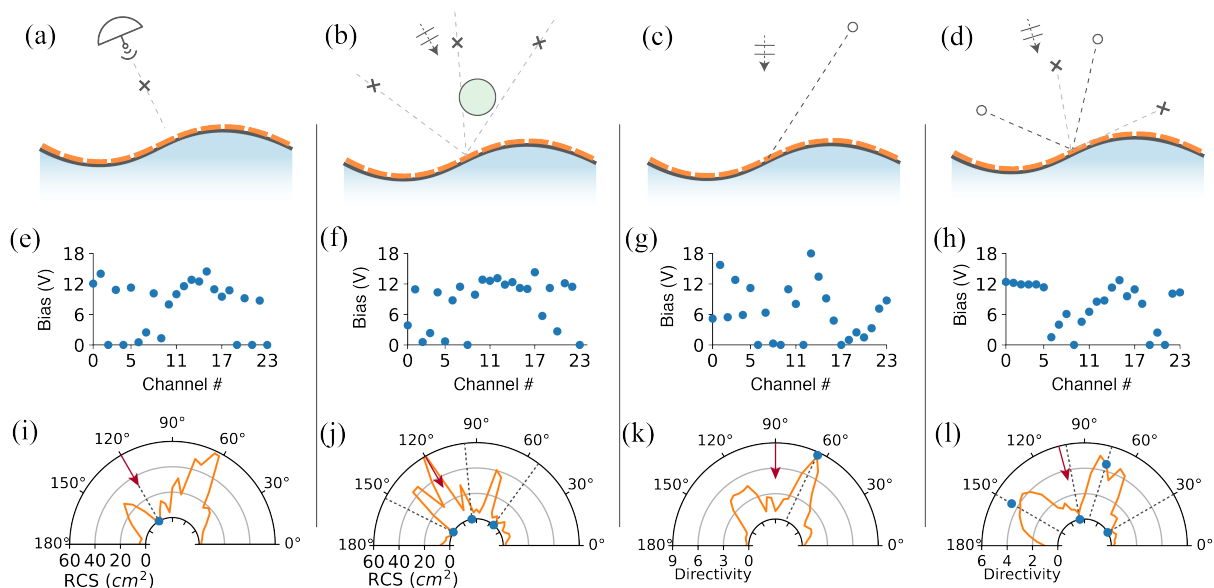 (a) (b) (c) (d)
(e) (f) (g) (h)
18 18 18 18
12 12 12 12
6 6 6 6
0 0 0 0
Bias (V) Bias (V) Bias (V) Bias (V)
0 5 11 17 23 0 5 11 17 23 0 5 11 17 23 0 5 11 17 23
Channel # Channel # Channel # Channel #
(i) (j) (k) (l)
90° 90° 90° 90°
120° 60° 120° 60° 120° 60° 120° 60°
150° 30° 150° 30° 150° 30° 150° 30°
180° 0° 180° 0° 180° 0° 180° 0°
60 40 20 0 60 40 20 0 9 6 3 0 6 4 2 0
RCS (cm²) RCS (cm²) Directivity Directivity